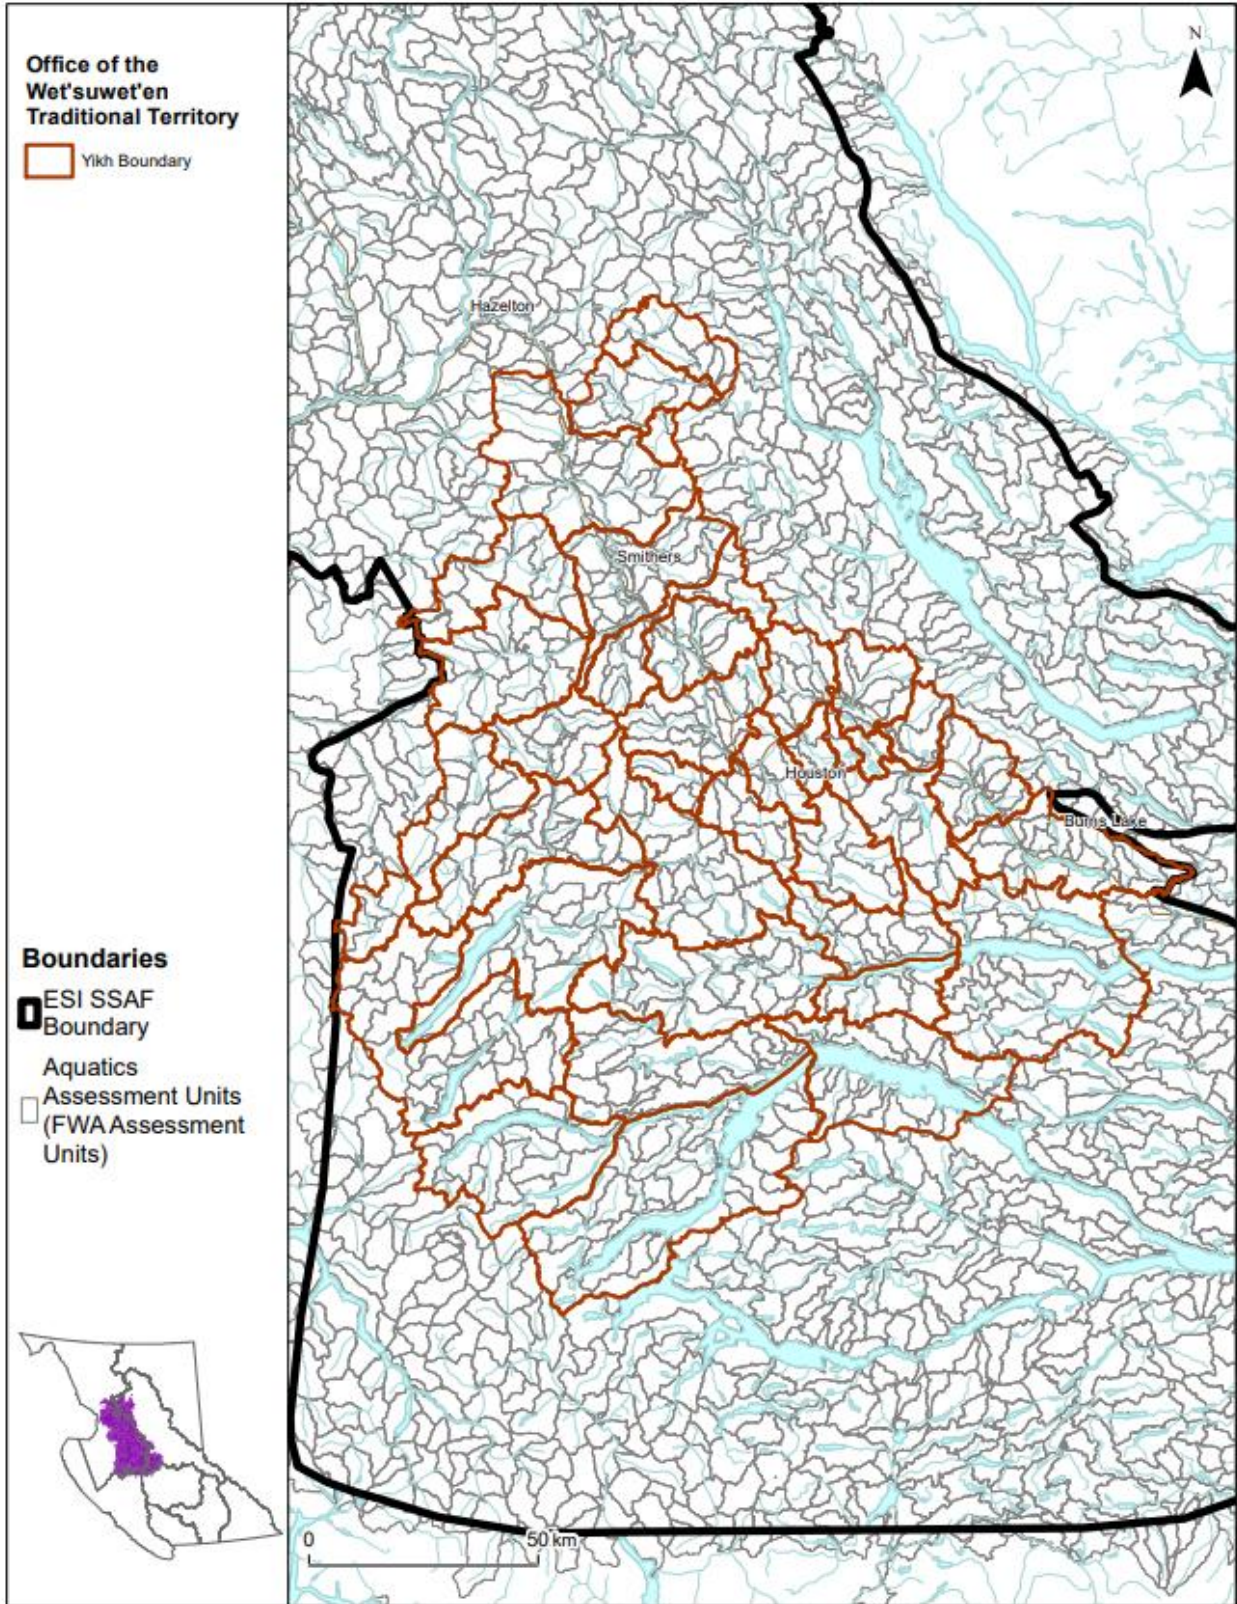 Office of the
Wet'suwet'en
Traditional Territory
Yikh Boundary
Boundaries
ESI SSAF
Boundary
Aquatics
Assessment Units
(FWA Assessment
Units)
N
Hazelton
Smithers
Houston
Burns Lake
0
50 km